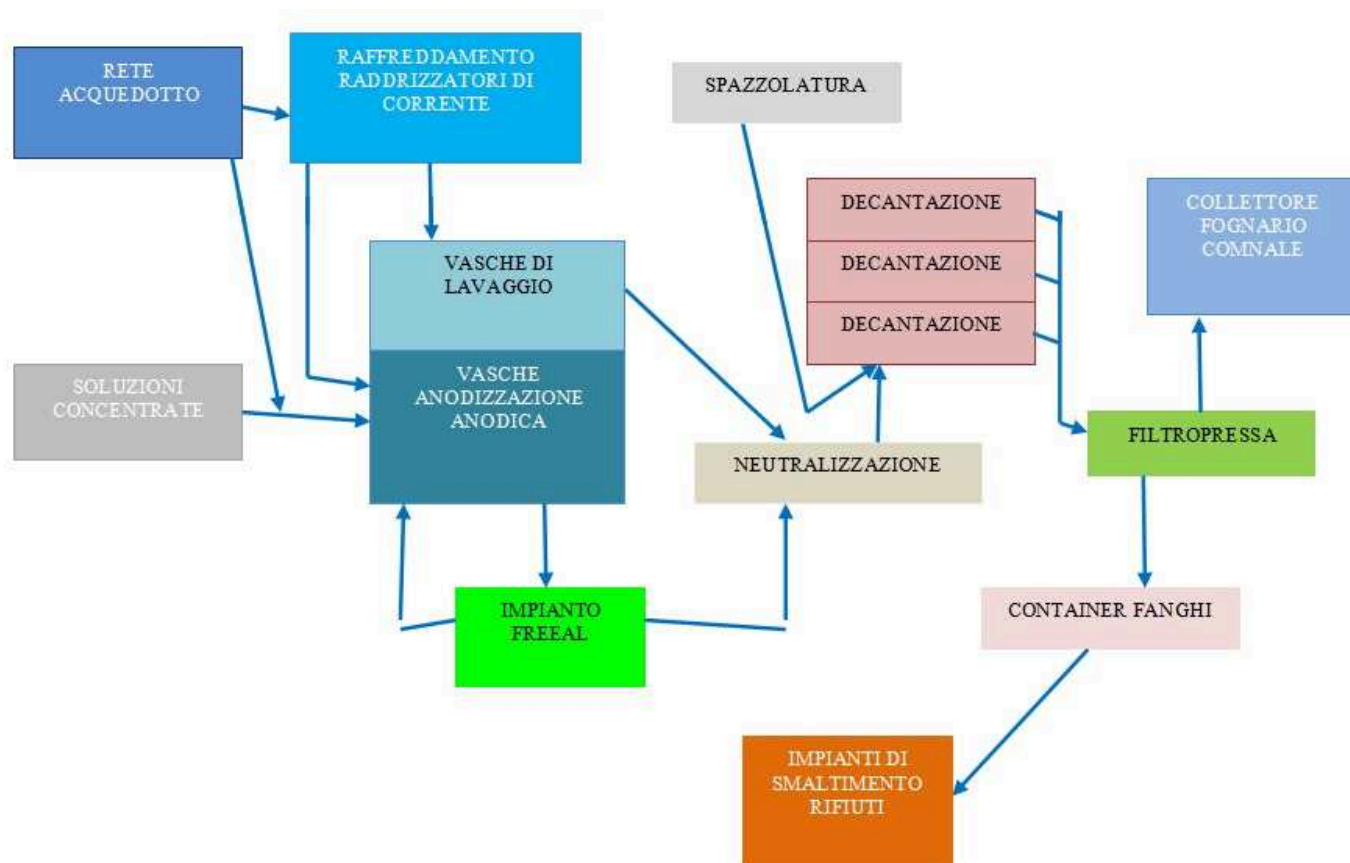 RETE
ACQUEDOTTO
RAFFREDDAMENTO
RADDRIZZATORI DI
CORRENTE
SPAZZOLATURA
DECANTAZIONE
DECANTAZIONE
DECANTAZIONE
COLLETTORE
FOGNARIO
COMNALE
VASCHE DI
LAVAGGIO
SOLUZIONI
CONCENTRATE
VASCHE
ANODIZZAZIONE
ANODICA
NEUTRALIZZAZIONE
FILTROPRESSA
IMPIANTO
FREEAL
CONTAINER FANGHI
IMPIANTI DI
SMALTIMENTO
RIFIUTI